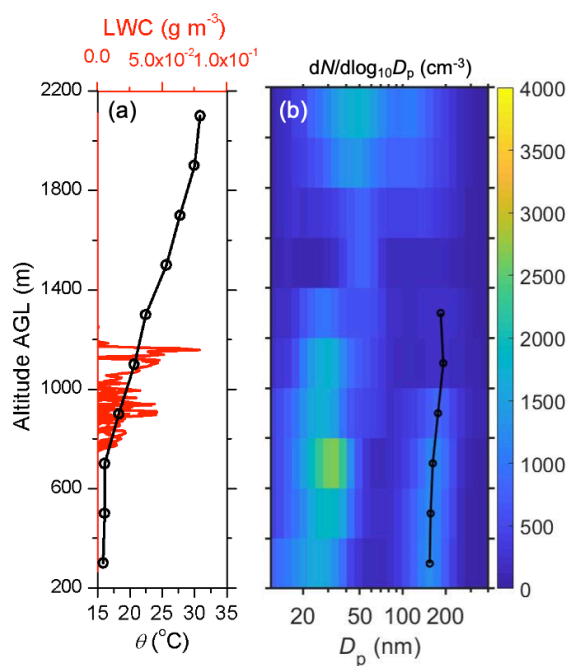 LWC (g m⁻³)
0.0 5.0x10⁻² 1.0x10⁻¹
dN/dlog₁₀Dₚ (cm⁻³)
(a) (b)
2200
1800
1400
1000
600
200
Altitude AGL (m)
15 20 25 30 35
θ (°C)
20 50 100 200
Dₚ (nm)
4000
3500
3000
2500
2000
1500
1000
500
0